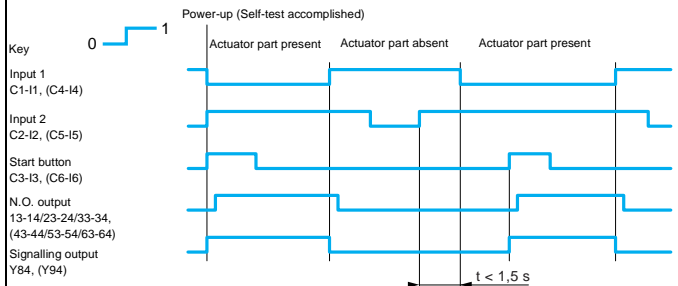 Power-up (Self-test accomplished)
Key
0
1
Actuator part present
Actuator part absent
Actuator part present
Input 1
C1-I1, (C4-I4)
Input 2
C2-I2, (C5-I5)
Start button
C3-I3, (C6-I6)
N.O. output
13-14/23-24/33-34,
(43-44/53-54/63-64)
Signalling output
Y84, (Y94)
t < 1,5 s